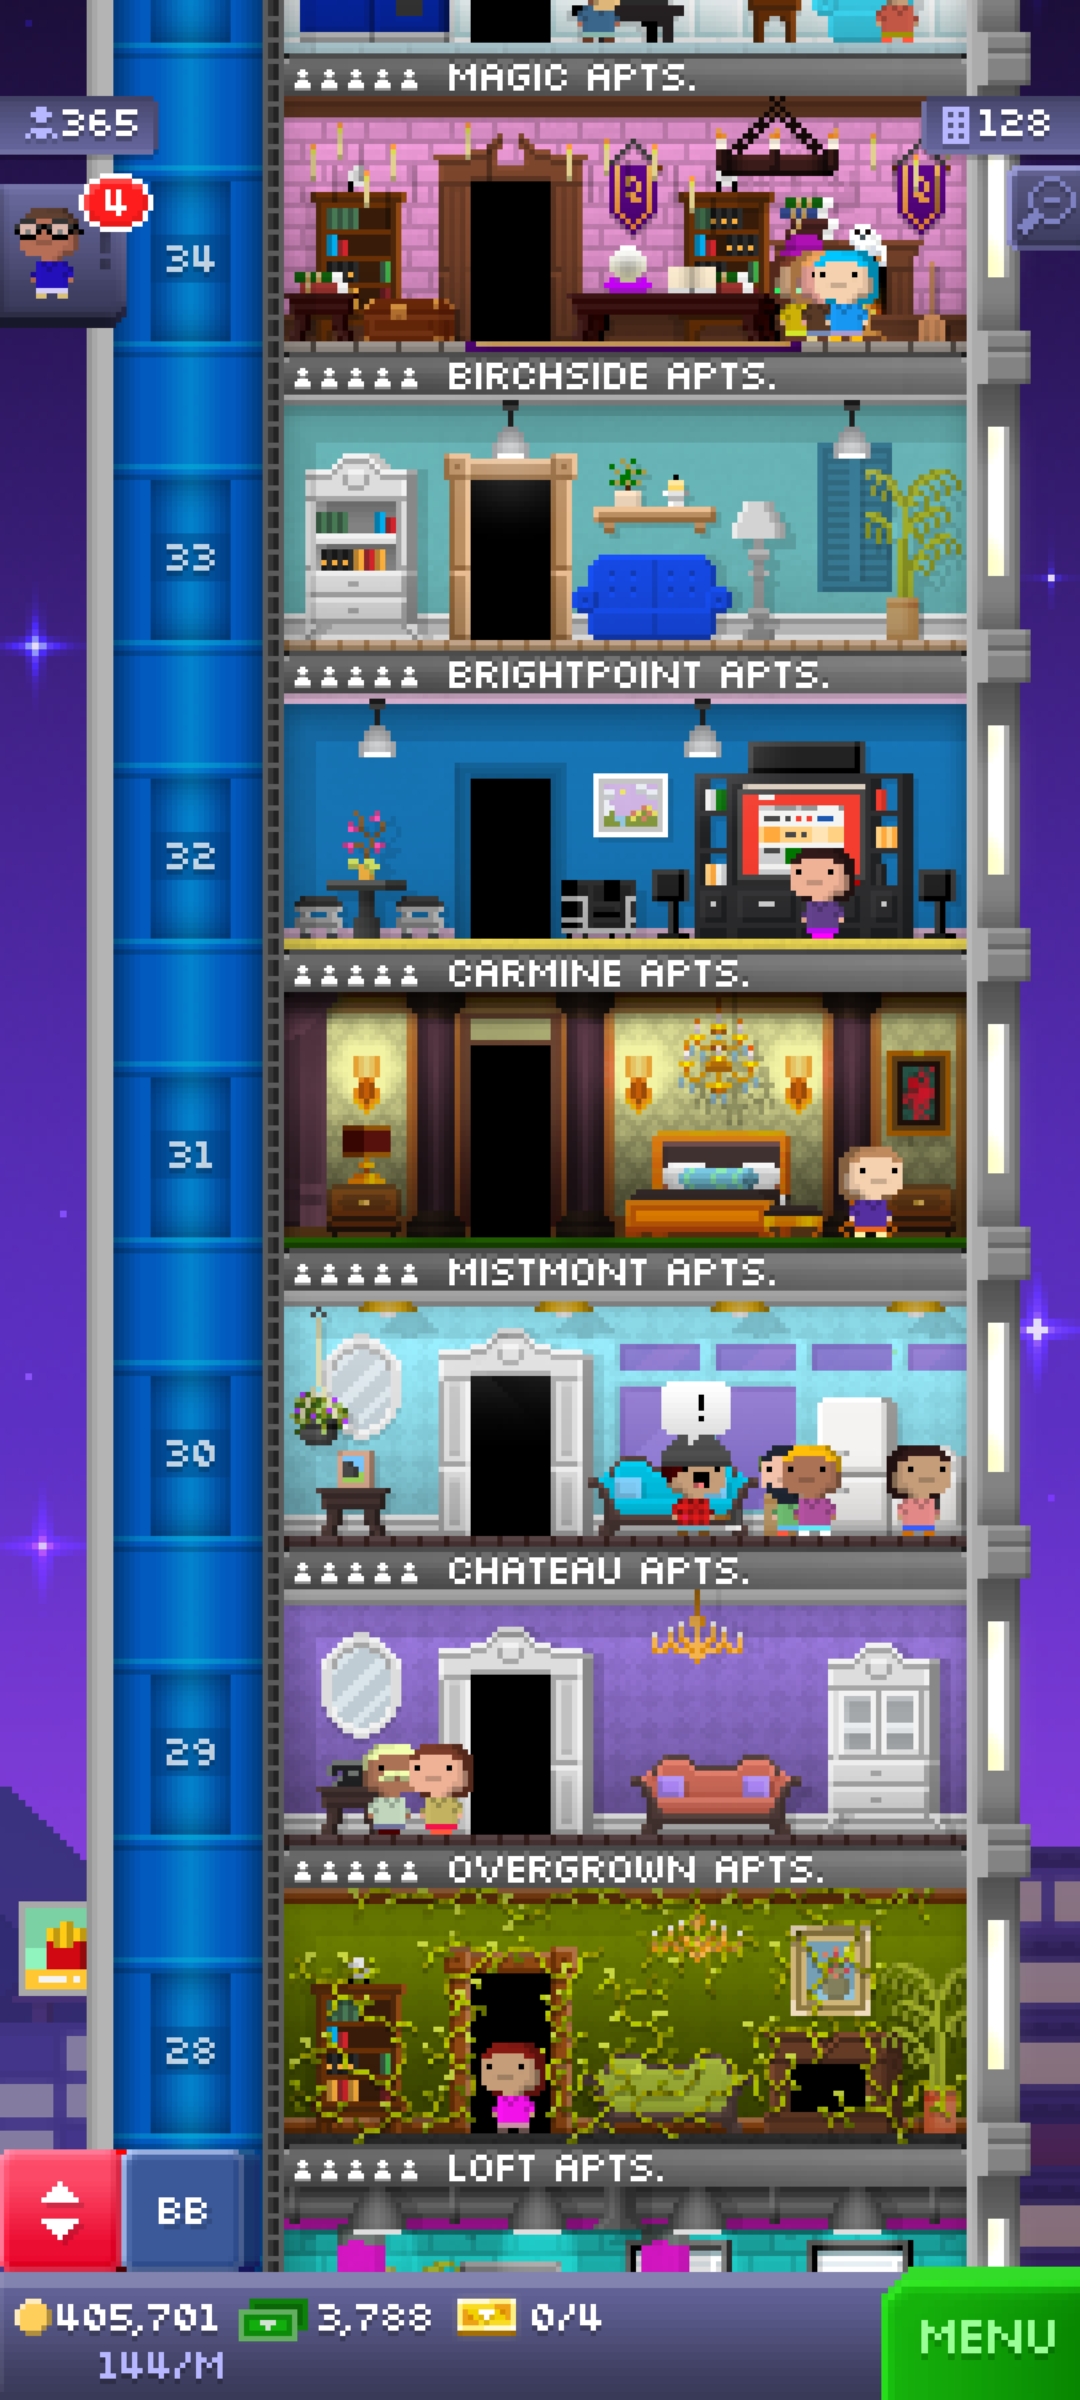 MAGIC APTS.
365
128
4
34
BIRCHSIDE APTS.
33
BRIGHTPOINT APTS.
32
CARMINE APTS.
31
MISTMONT APTS.
!
30
CHATEAU APTS.
29
OVERGROWN APTS.
28
LOFT APTS.
BB
405,701 3,788 0/4
144/M
MENU